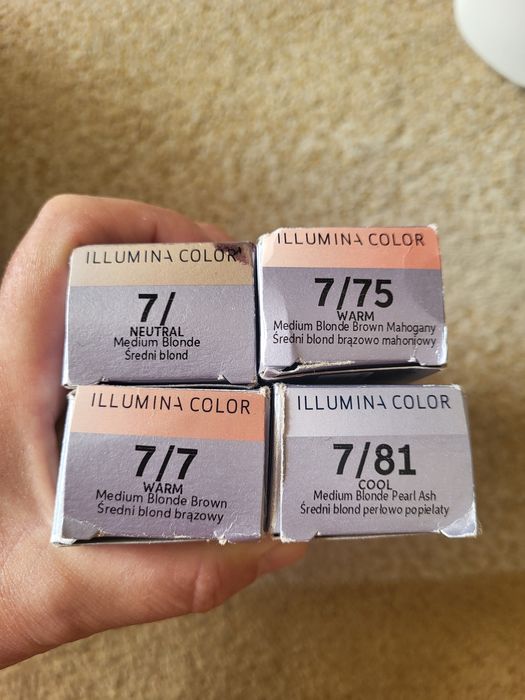 ILLUMINA COLOR
7/
NEUTRAL
Medium Blonde
Średni blond
ILLUMINA COLOR
7/75
WARM
Medium Blonde Brown Mahogany
Średni blond brązowo mahoniowy
ILLUMINA COLOR
7/7
WARM
Medium Blonde Brown
Średni blond brązowy
ILLUMINA COLOR
7/81
COOL
Medium Blonde Pearl Ash
Średni blond perłowo popielaty